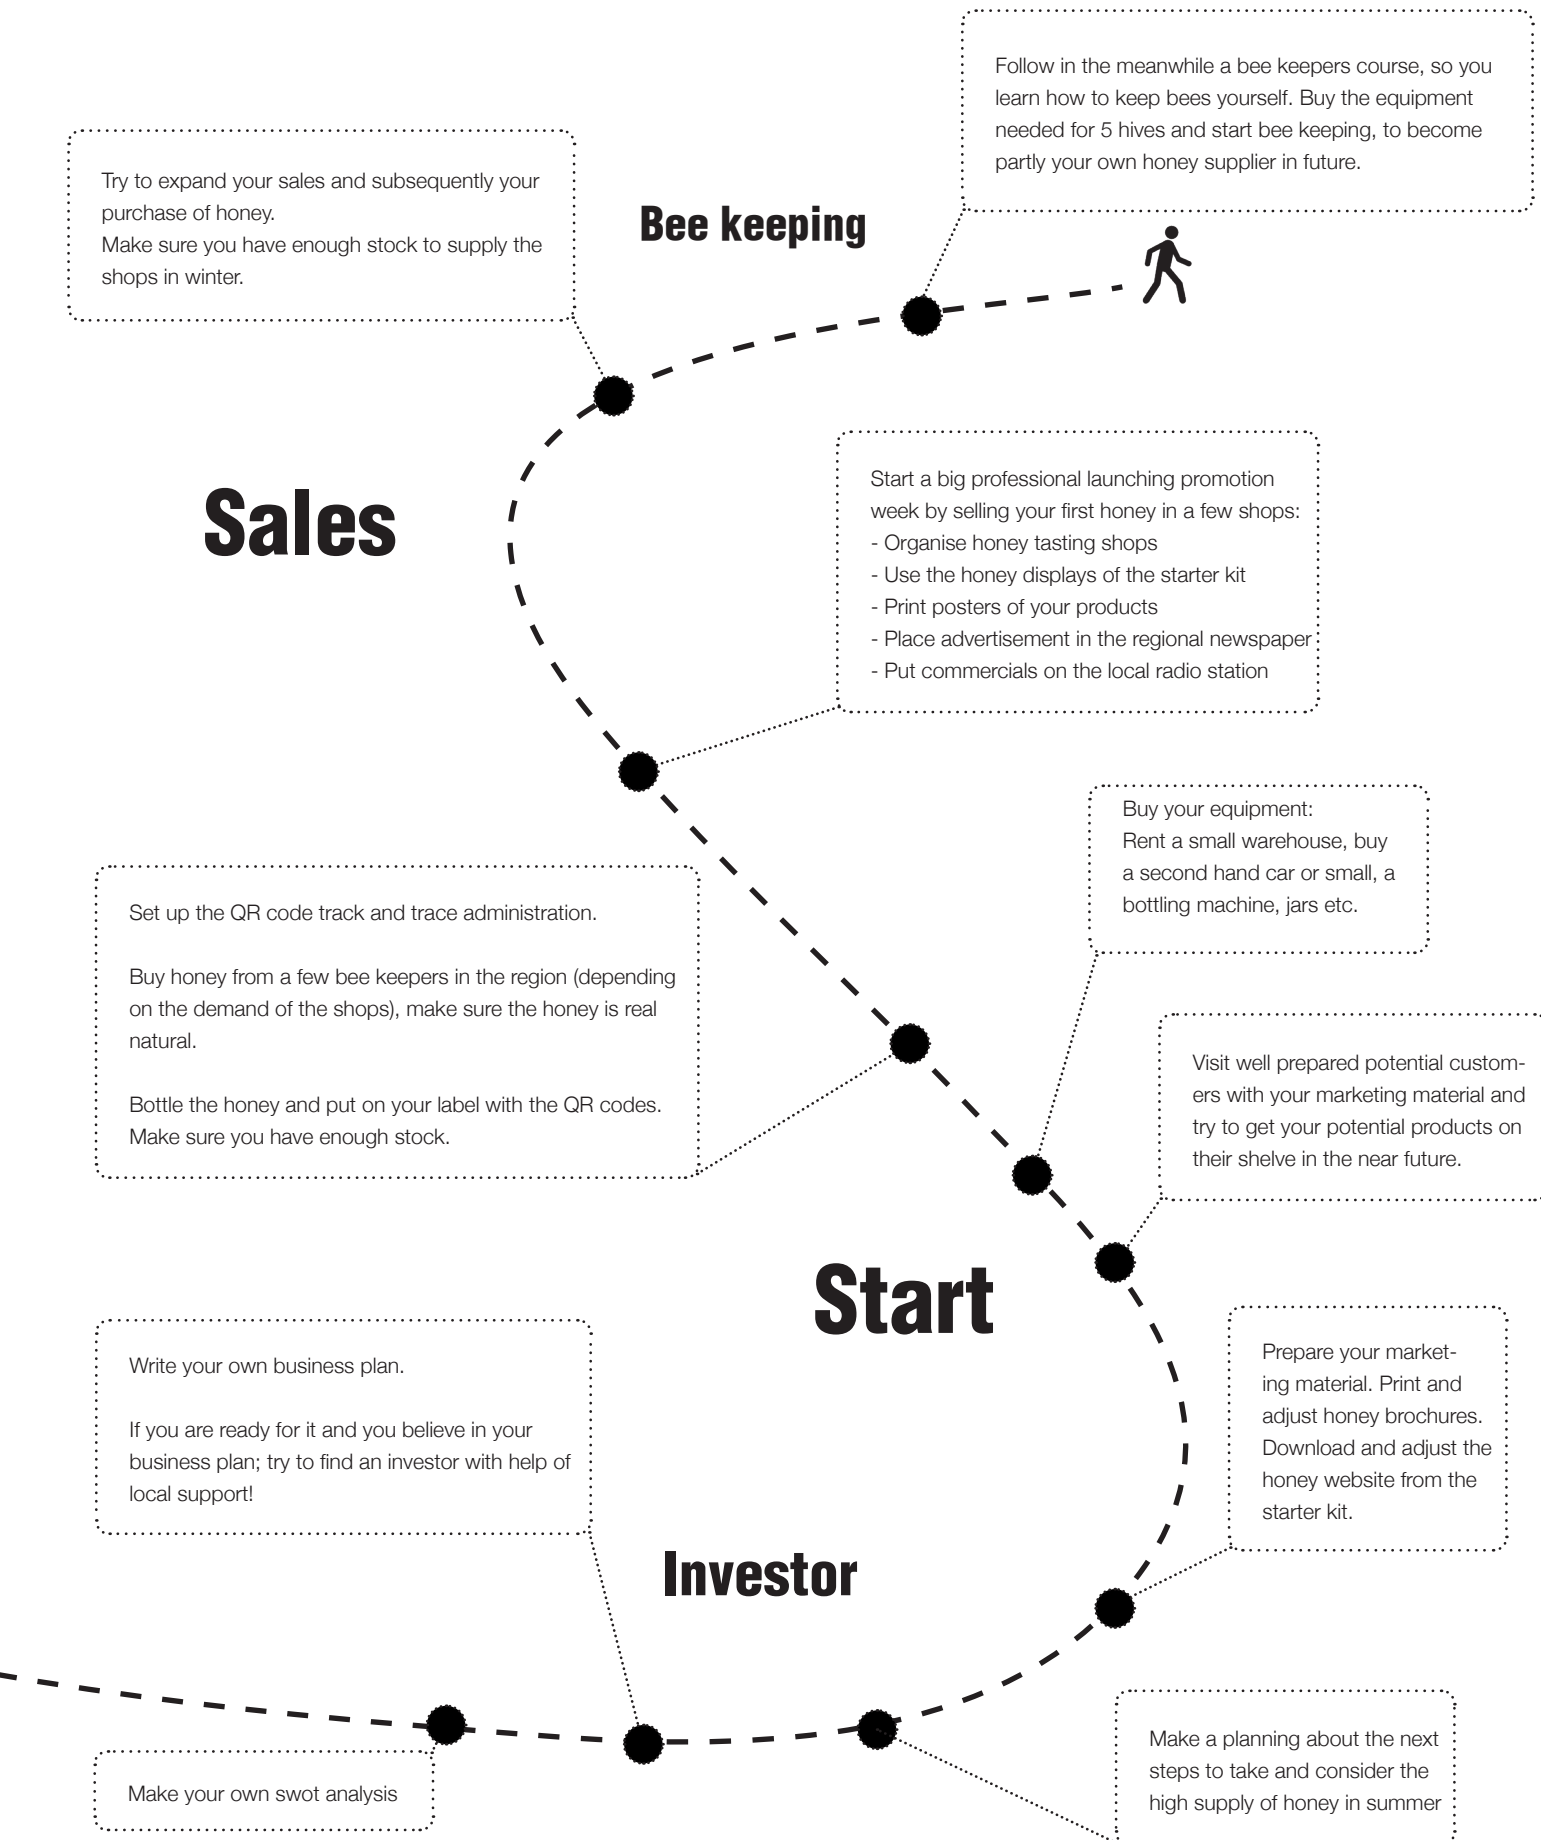 Follow in the meanwhile a bee keepers course, so you
learn how to keep bees yourself. Buy the equipment
needed for 5 hives and start bee keeping, to become
partly your own honey supplier in future.
Try to expand your sales and subsequently your
purchase of honey.
Make sure you have enough stock to supply the
shops in winter.
Bee keeping
Sales
Start a big professional launching promotion
week by selling your first honey in a few shops:
- Organise honey tasting shops
- Use the honey displays of the starter kit
- Print posters of your products
- Place advertisement in the regional newspaper
- Put commercials on the local radio station
Buy your equipment:
Rent a small warehouse, buy
a second hand car or small, a
bottling machine, jars etc.
Set up the QR code track and trace administration.
Buy honey from a few bee keepers in the region (depending
on the demand of the shops), make sure the honey is real
natural.
Bottle the honey and put on your label with the QR codes.
Make sure you have enough stock.
Visit well prepared potential custom-
ers with your marketing material and
try to get your potential products on
their shelve in the near future.
Start
Write your own business plan.
If you are ready for it and you believe in your
business plan; try to find an investor with help of
local support!
Prepare your market-
ing material. Print and
adjust honey brochures.
Download and adjust the
honey website from the
starter kit.
Investor
Make your own swot analysis
Make a planning about the next
steps to take and consider the
high supply of honey in summer